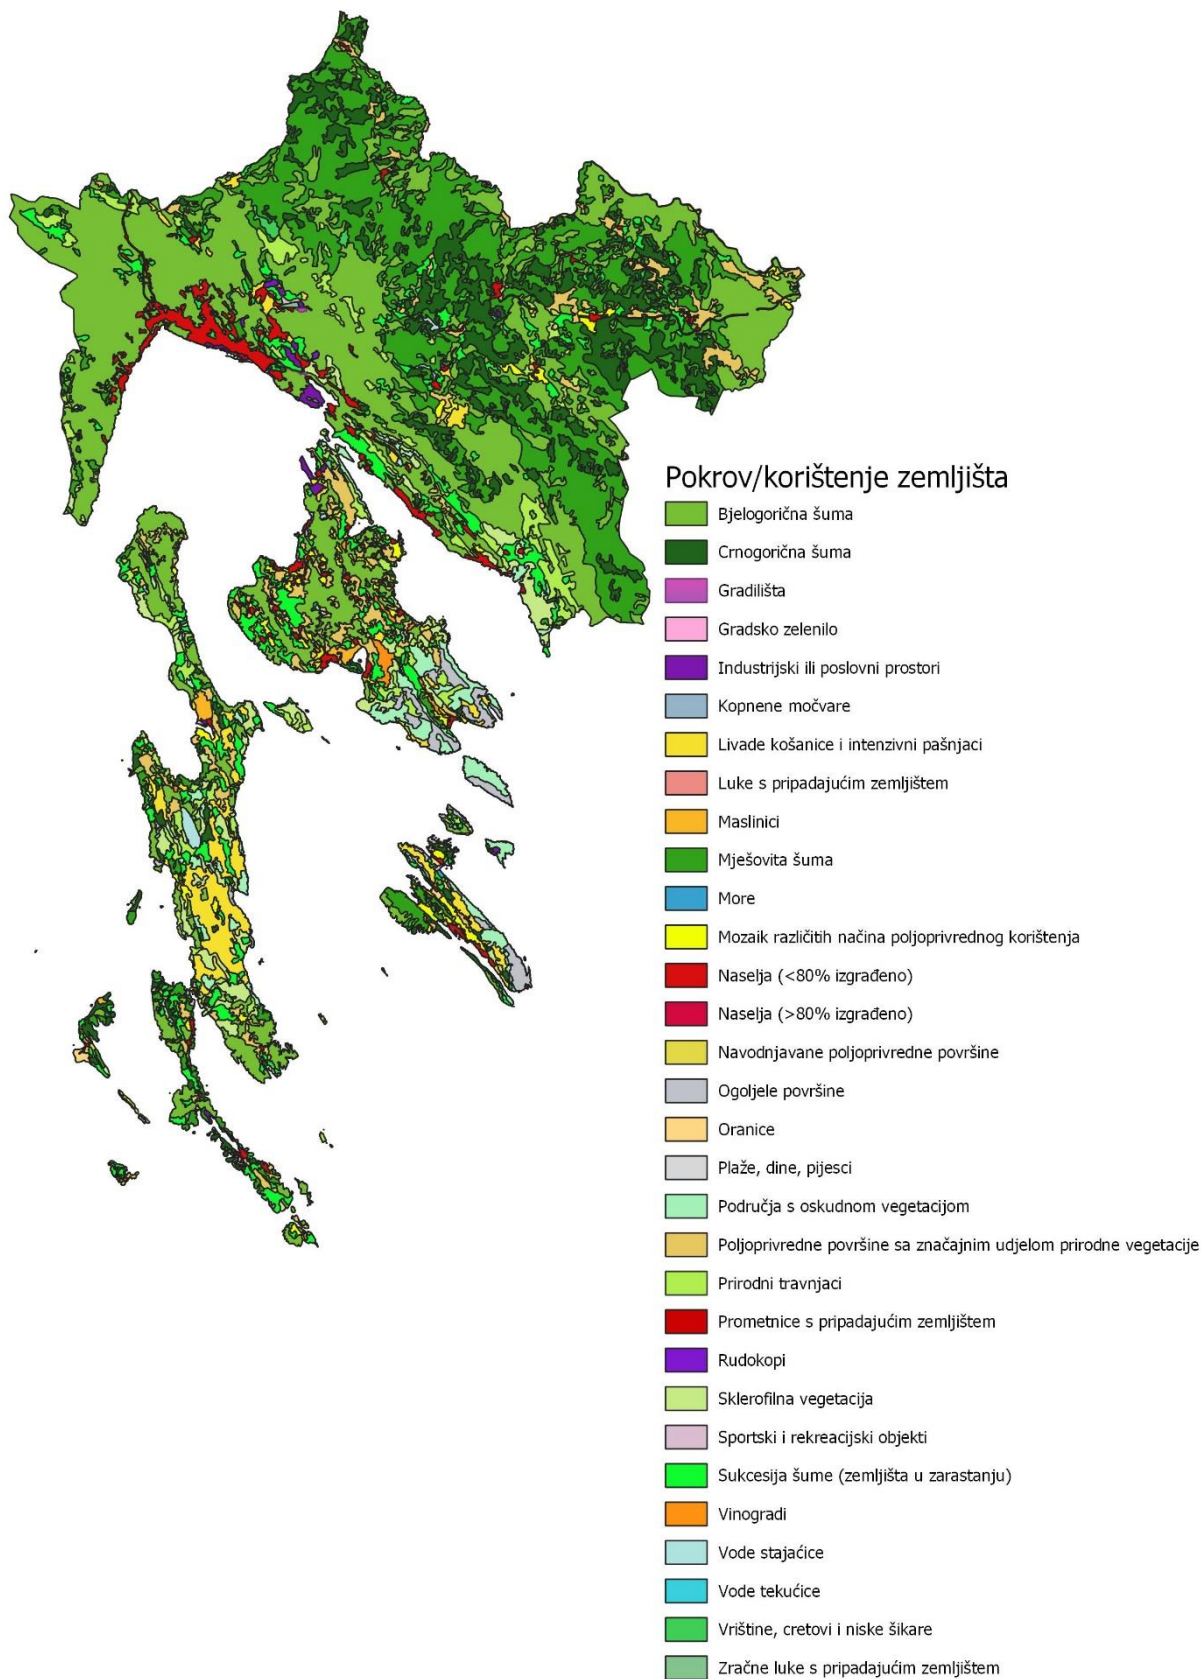 Pokrov/korištenje zemljišta
Bjelogorična šuma
Crnogorična šuma
Gradilišta
Gradsko zelenilo
Industrijski ili poslovni prostori
Kopnene močvare
Livade košanice i intenzivni pašnjaci
Luke s pripadajućim zemljištem
Maslinici
Mješovita šuma
More
Mozaik različitih načina poljoprivrednog korištenja
Naselja (<80% izgrađeno)
Naselja (>80% izgrađeno)
Navodnjavane poljoprivredne površine
Ogoljele površine
Oranice
Plaže, dine, pijesci
Područja s oskudnom vegetacijom
Poljoprivredne površine sa značajnim udjelom prirodne vegetacije
Prirodni travnjaci
Prometnice s pripadajućim zemljištem
Rudokopi
Sklerofilna vegetacija
Sportski i rekreacijski objekti
Sukcesija šume (zemljišta u zarastanju)
Vinogradi
Vode stajaćice
Vode tekućice
Vrištine, cretovi i niske šikare
Zračne luke s pripadajućim zemljištem